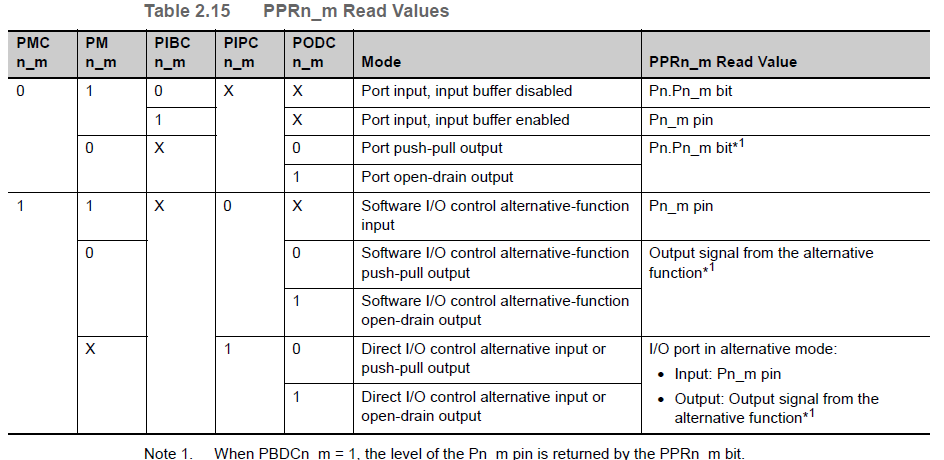 Table 2.15 PPRn_m Read Values
PMC PM PIBC PIPC PODC
n_m n_m n_m n_m n_m Mode PPRn_m Read Value
0 1 0 X X Port input, input buffer disabled Pn.Pn_m bit
1 X Port input, input buffer enabled Pn_m pin
0 X 0 Port push-pull output Pn.Pn_m bit*1
1 Port open-drain output
1 1 X 0 X Software I/O control alternative-function Pn_m pin
input
0 0 Software I/O control alternative-function Output signal from the alternative
push-pull output function*1
1 Software I/O control alternative-function
open-drain output
X 1 0 Direct I/O control alternative input or I/O port in alternative mode:
push-pull output • Input: Pn_m pin
1 Direct I/O control alternative input or • Output: Output signal from the
open-drain output alternative function*1
Note 1. When PBDCn_m = 1, the level of the Pn_m pin is returned by the PPRn_m bit.